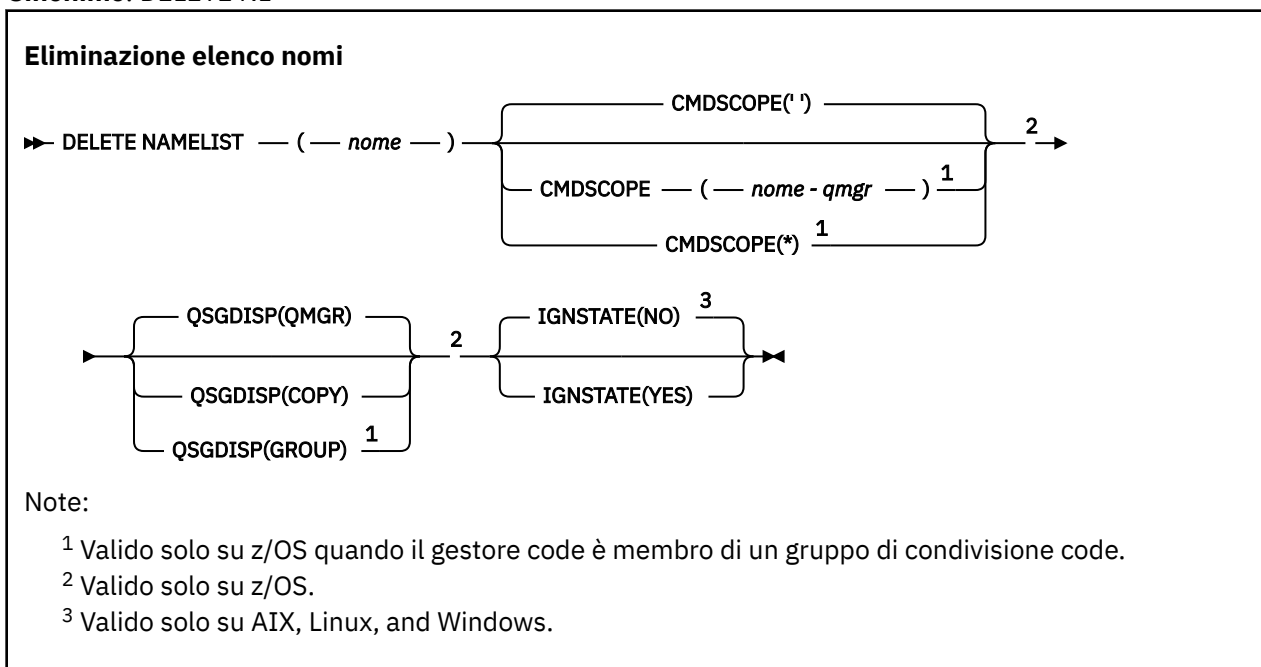 Eliminazione elenco nomi
CMDSCOPE(' ')
DELETE NAMELIST ( nome ) 2
CMDSCOPE ( nome - qmgr ) 1
CMDSCOPE(*) 1
QSGDISP(QMGR) IGNSTATE(NO) 3
2
QSGDISP(COPY) IGNSTATE(YES)
QSGDISP(GROUP) 1
Note:
1 Valido solo su z/OS quando il gestore code è membro di un gruppo di condivisione code.
2 Valido solo su z/OS.
3 Valido solo su AIX, Linux, and Windows.